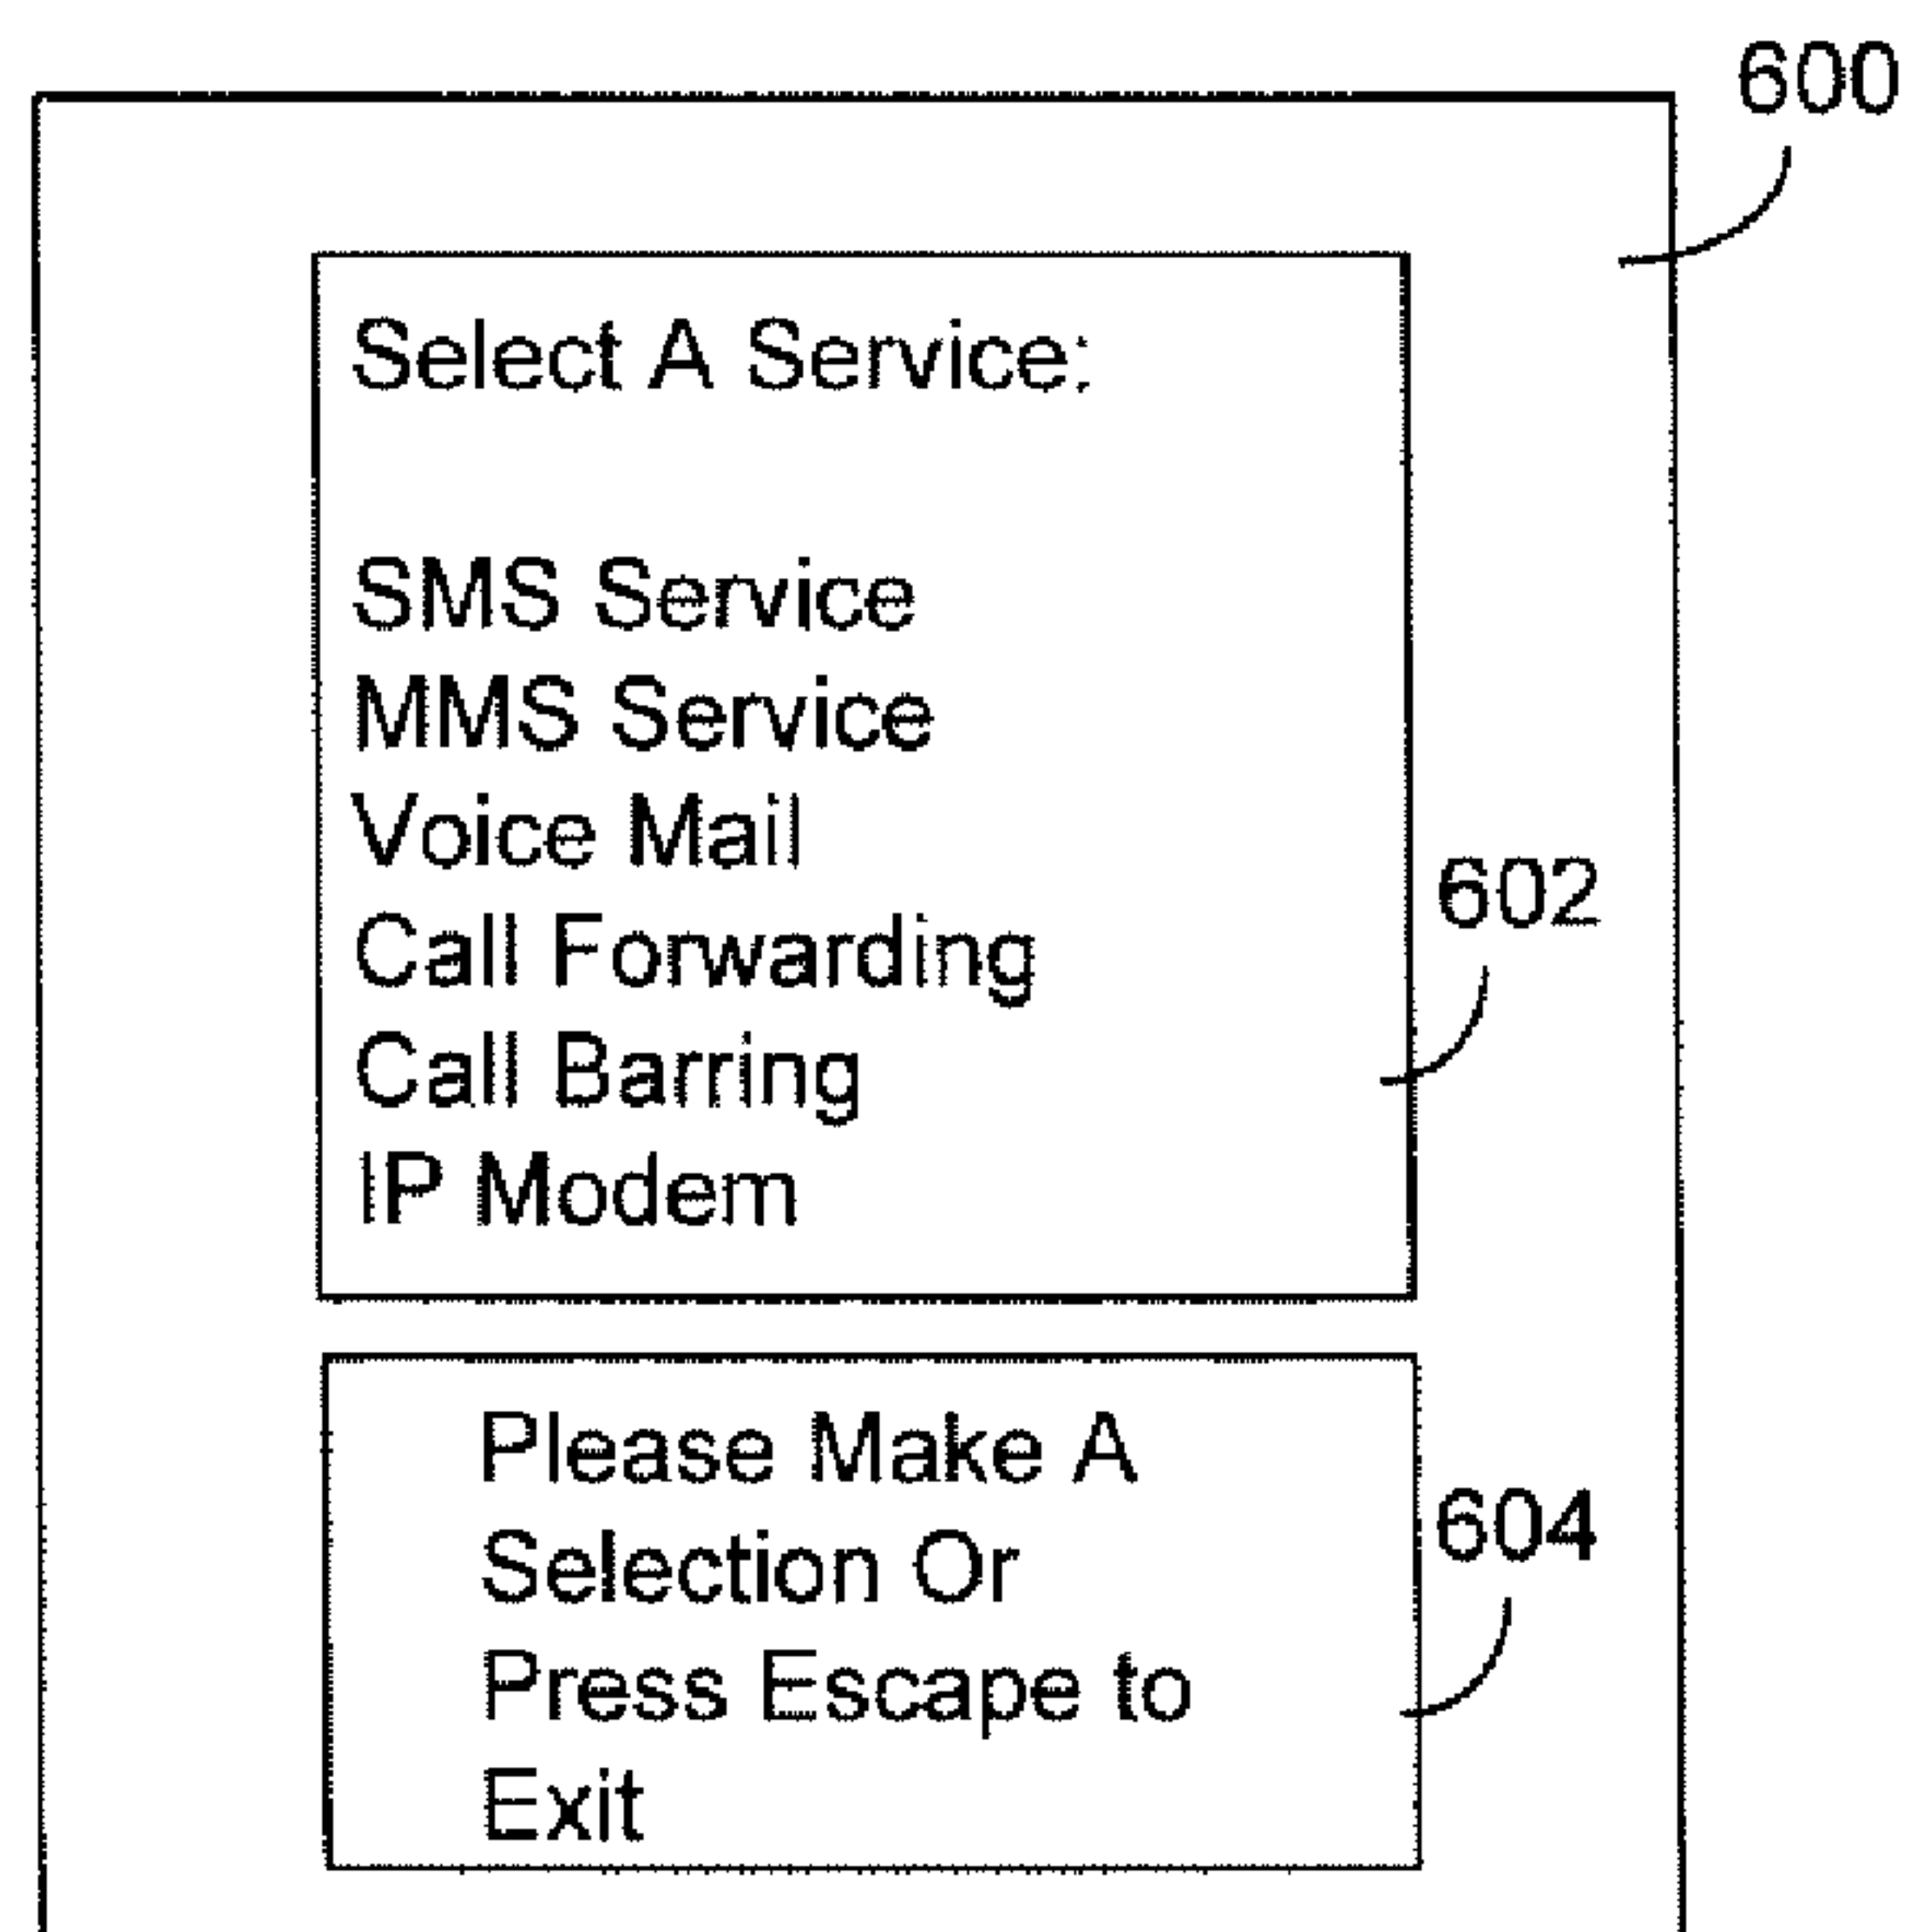 600
Select A Service:
SMS Service
MMS Service
Voice Mail
Call Forwarding
Call Barring
IP Modem
602
Please Make A
Selection Or
Press Escape to
Exit
604